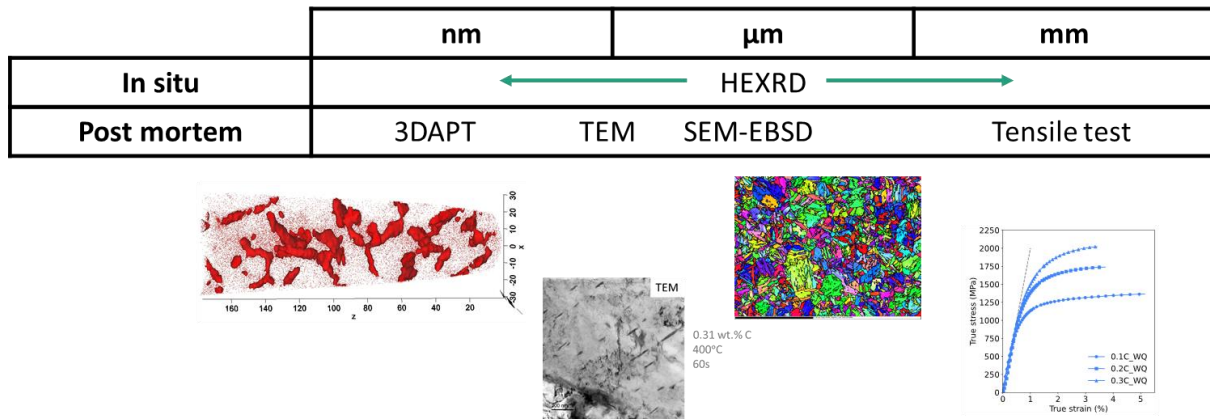 nm μm mm
In situ HEXRD
Post mortem 3DAPT TEM SEM-EBSD Tensile test
30
20
10
0
-10
-20
-30
x
160 140 120 100 80 60 40 20
z
TEM
0.31 wt.% C
400°C
60s
True stress (MPa)
2250
2000
1750
1500
1250
1000
750
500
250
0
0.1C_WQ
0.2C_WQ
0.3C_WQ
0 1 2 3 4 5
True strain (%)